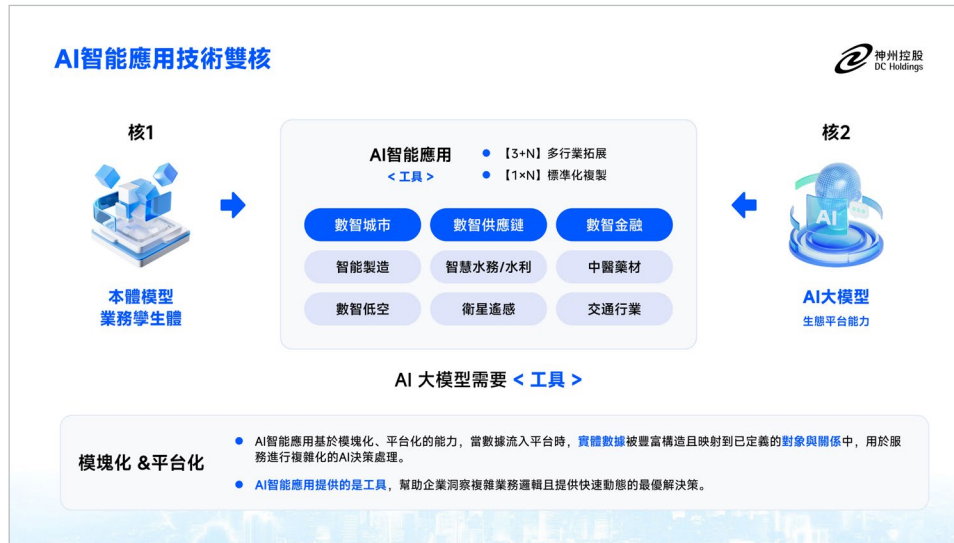 AI智能應用技術雙核
神州控股
DC Holdings
核1
本體模型
業務孿生體
AI智能應用
< 工具 >
● 【3+N】多行業拓展
● 【1×N】標準化複製
數智城市
數智供應鏈
數智金融
智能製造
智慧水務/水利
中醫藥材
數智低空
衛星遙感
交通行業
核2
AI
AI大模型
生態平台能力
AI 大模型需要 < 工具 >
模塊化 &平台化
● AI智能應用基於模塊化、平台化的能力，當數據流入平台時，實體數據被豐富構造且映射到已定義的對象與關係中，用於服
務進行複雜化的AI決策處理。
● AI智能應用提供的是工具，幫助企業洞察複雜業務邏輯且提供快速動態的最優解決策。